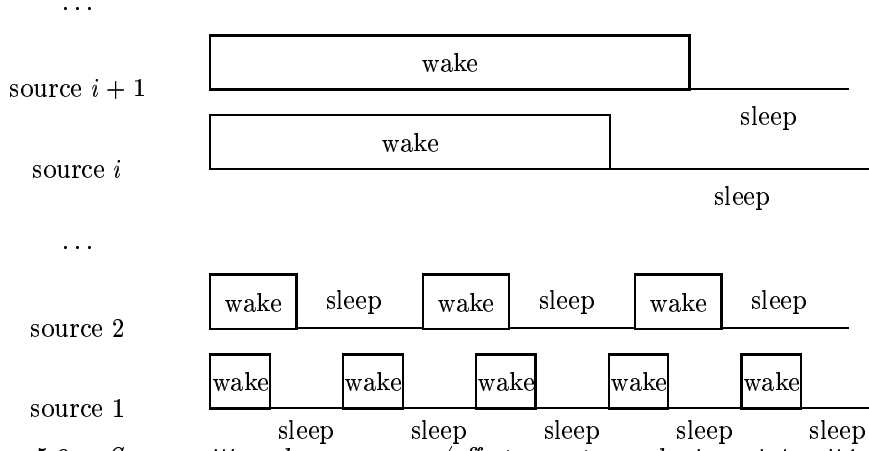 ...
wake
source i + 1
sleep
wake
source i
sleep
...
wake sleep wake sleep wake sleep
source 2
wake wake wake wake wake
source 1
sleep sleep sleep sleep sleep